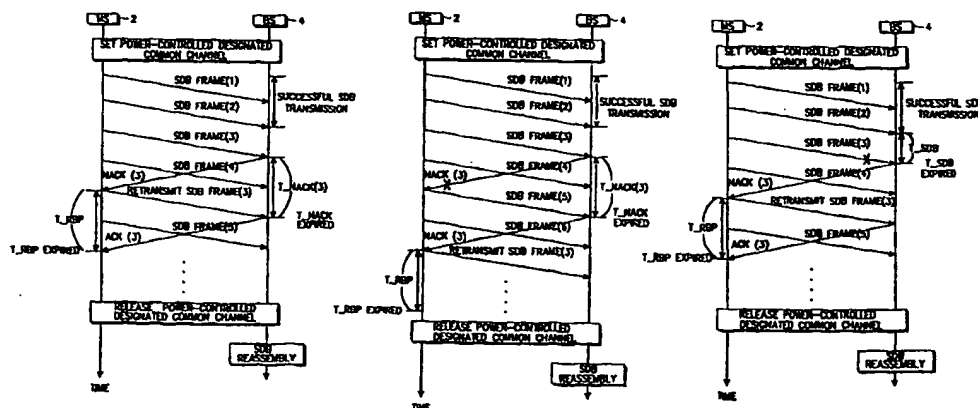 MS 2
BS 4
SET POWER-CONTROLLED DESIGNATED
COMMON CHANNEL
SDB FRAME(1)
SUCCESSFUL SDB
TRANSMISSION
SDB FRAME(2)
SDB FRAME(3)
SDB FRAME(4)
NACK (3)
T_NACK(3)
RETRANSMIT SDB FRAME(3)
T_RBP
T_NACK
EXPIRED
SDB FRAME(5)
T_RBP EXPIRED
ACK (3)
RELEASE POWER-CONTROLLED
DESIGNATED COMMON CHANNEL
SDB
REASSEMBLY
TIME
MS 2
BS 4
SET POWER-CONTROLLED DESIGNATED
COMMON CHANNEL
SDB FRAME(1)
SUCCESSFUL SDB
TRANSMISSION
SDB FRAME(2)
SDB FRAME(3)
SDB FRAME(4)
NACK (3)
T_NACK(3)
SDB FRAME(5)
T_NACK
EXPIRED
SDB FRAME(6)
NACK (3)
RETRANSMIT SDB FRAME(3)
T_RBP
T_RBP EXPIRED
RELEASE POWER-CONTROLLED
DESIGNATED COMMON CHANNEL
SDB
REASSEMBLY
TIME
MS 2
BS 4
SET POWER-CONTROLLED DESIGNATED
COMMON CHANNEL
SDB FRAME(1)
SUCCESSFUL SDB
TRANSMISSION
SDB FRAME(2)
SDB FRAME(3)
_SDB
T_SDB
EXPIRED
SDB FRAME(4)
NACK (3)
RETRANSMIT SDB FRAME(3)
T_RBP
SDB FRAME(5)
T_RBP EXPIRED
ACK (3)
RELEASE POWER-CONTROLLED
DESIGNATED COMMON CHANNEL
SDB
REASSEMBLY
TIME